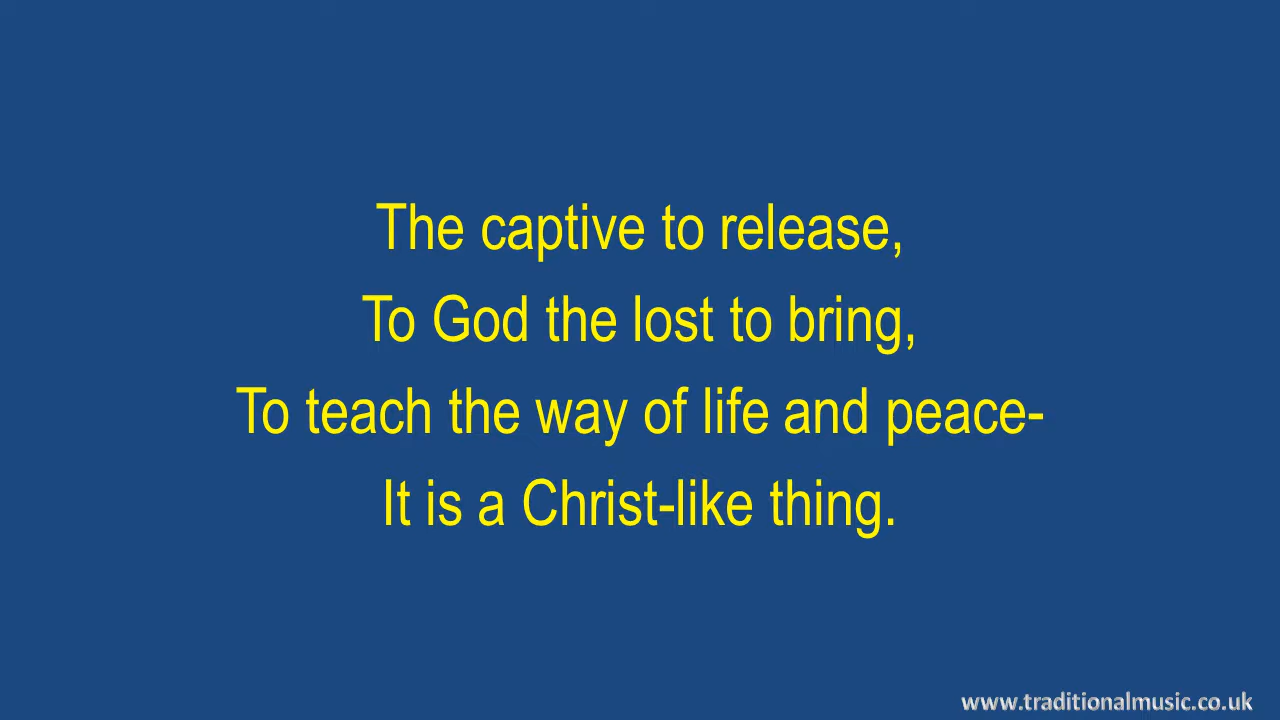 The captive to release,
To God the lost to bring,
To teach the way of life and peace-
It is a Christ-like thing.
www.traditionalmusic.co.uk